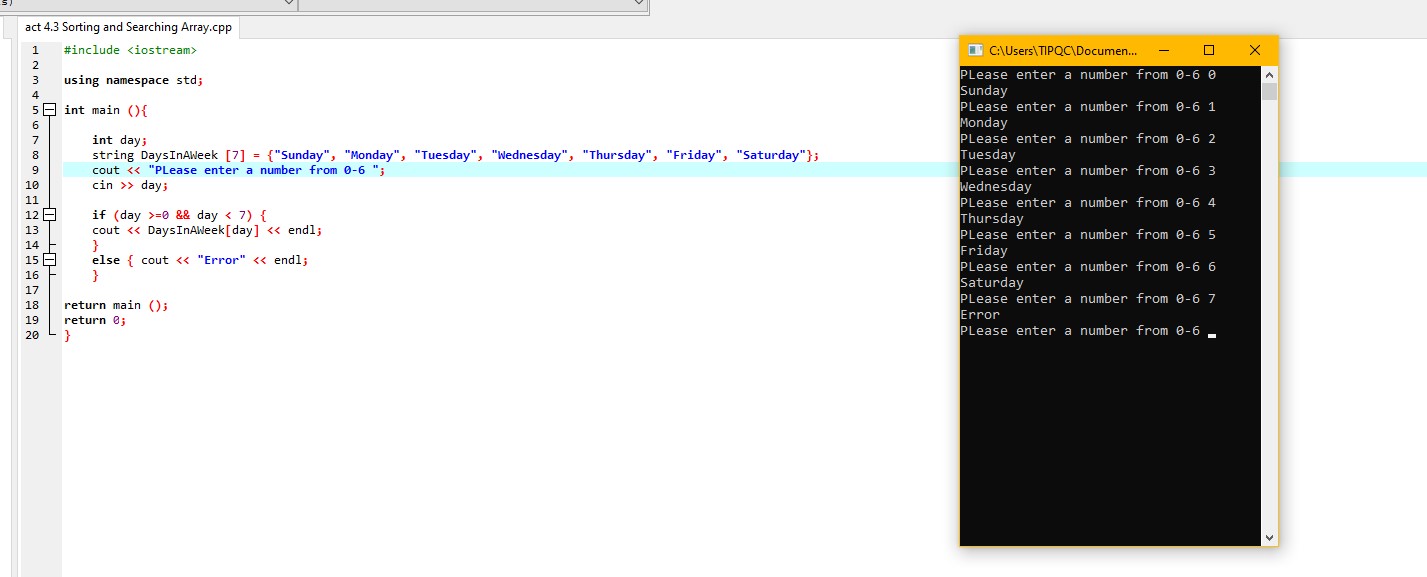 s)
act 4.3 Sorting and Searching Array.cpp
1 #include <iostream>
2
3 using namespace std;
4
5 int main (){
6
7 int day;
8 string DaysInAWeek [7] = {"Sunday", "Monday", "Tuesday", "Wednesday", "Thursday", "Friday", "Saturday"};
9 cout << "PLease enter a number from 0-6 ";
10 cin >> day;
11
12 if (day >=0 && day < 7) {
13 cout << DaysInAWeek[day] << endl;
14 }
15 else { cout << "Error" << endl;
16 }
17
18 return main ();
19 return 0;
20 }
C:\Users\TIPQC\Documen...
PLease enter a number from 0-6 0
Sunday
PLease enter a number from 0-6 1
Monday
PLease enter a number from 0-6 2
Tuesday
PLease enter a number from 0-6 3
Wednesday
PLease enter a number from 0-6 4
Thursday
PLease enter a number from 0-6 5
Friday
PLease enter a number from 0-6 6
Saturday
PLease enter a number from 0-6 7
Error
PLease enter a number from 0-6